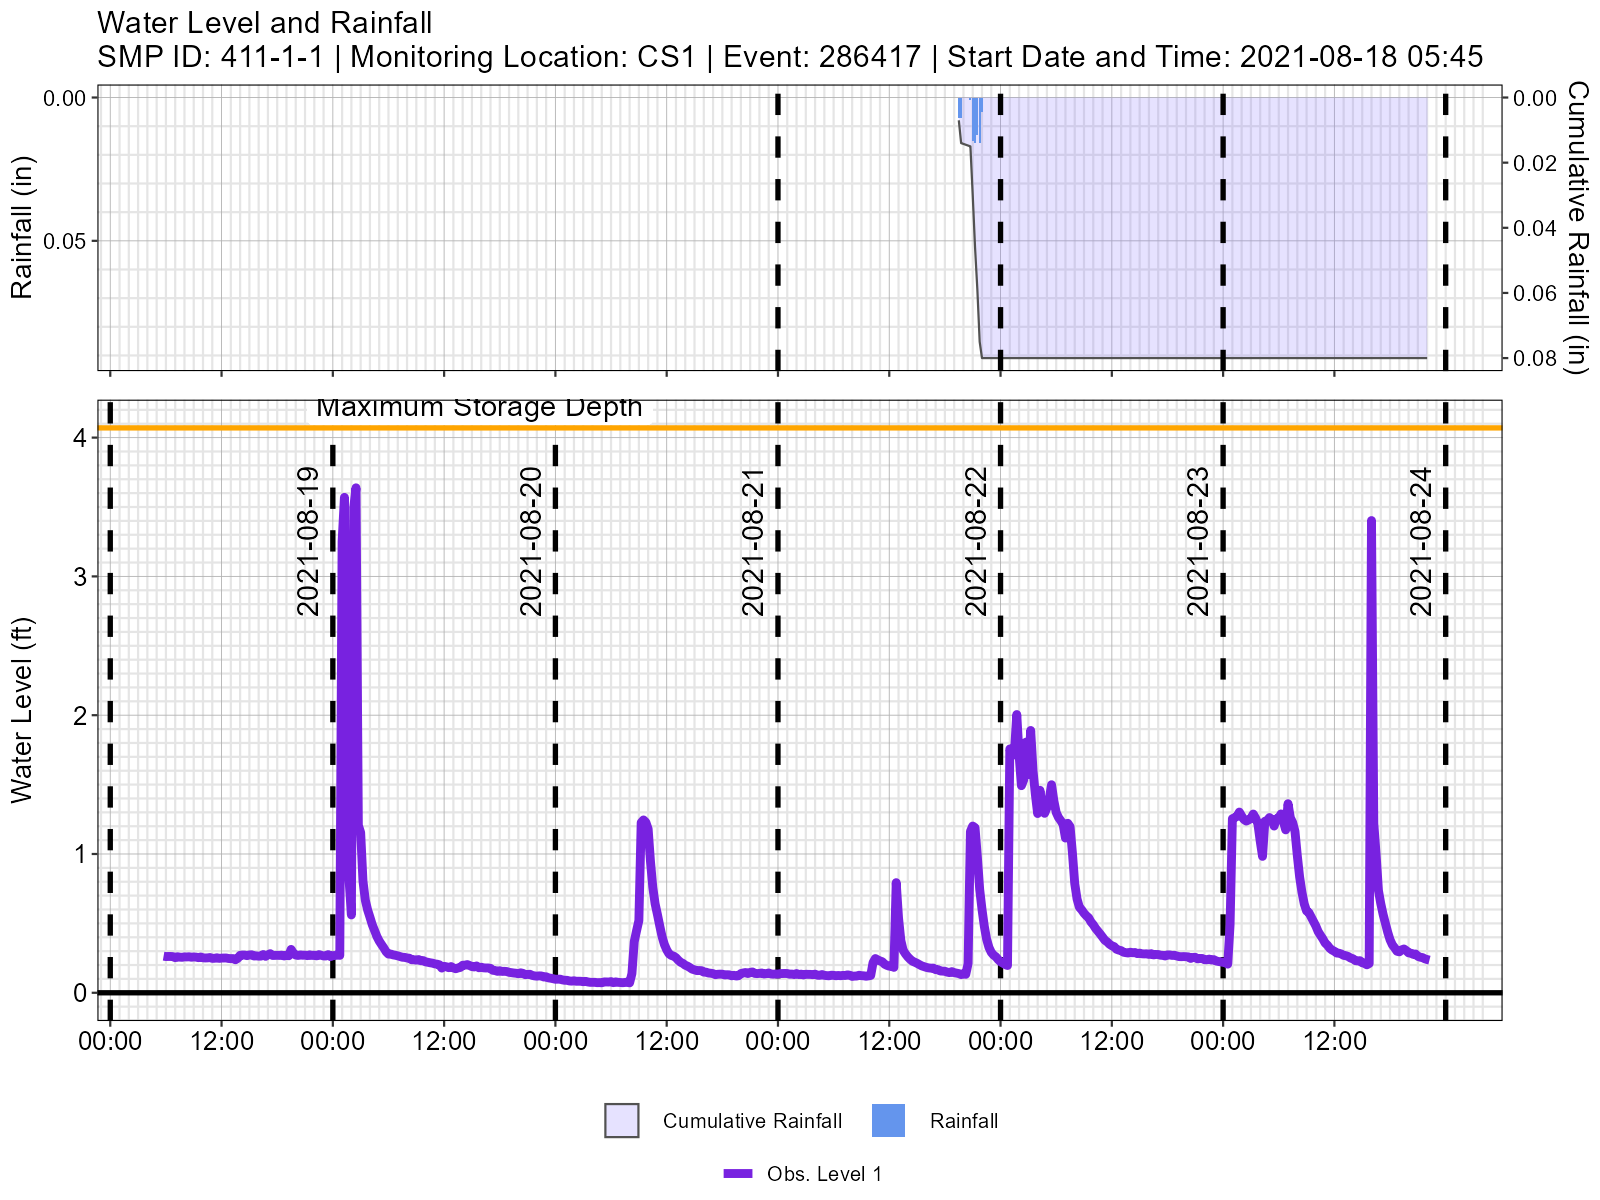 Water Level and Rainfall
SMP ID: 411-1-1 | Monitoring Location: CS1 | Event: 286417 | Start Date and Time: 2021-08-18 05:45
Rainfall (in)
0.00
0.05
0.00
0.02
0.04
0.06
0.08
Cumulative Rainfall (in)
Maximum Storage Depth
Water Level (ft)
4
3
2
1
0
2021-08-19
2021-08-20
2021-08-21
2021-08-22
2021-08-23
2021-08-24
00:00 12:00 00:00 12:00 00:00 12:00 00:00 12:00 00:00 12:00 00:00 12:00
Cumulative Rainfall Rainfall
Obs. Level 1